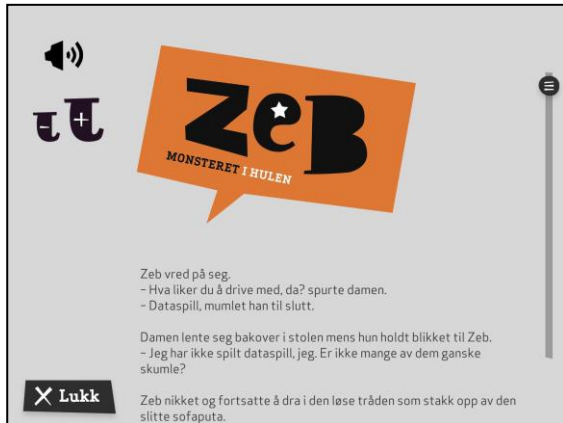 ZeB
MONSTERET I HULEN
t- t+
Zeb vred på seg.
– Hva liker du å drive med, da? spurte damen.
– Dataspill, mumlet han til slutt.
Damen lente seg bakover i stolen mens hun holdt blikket til Zeb.
– Jeg har ikke spilt dataspill, jeg. Er ikke mange av dem ganske
skumle?
Zeb nikket og fortsatte å dra i den løse tråden som stakk opp av den
slitte sofaputa.
Lukk